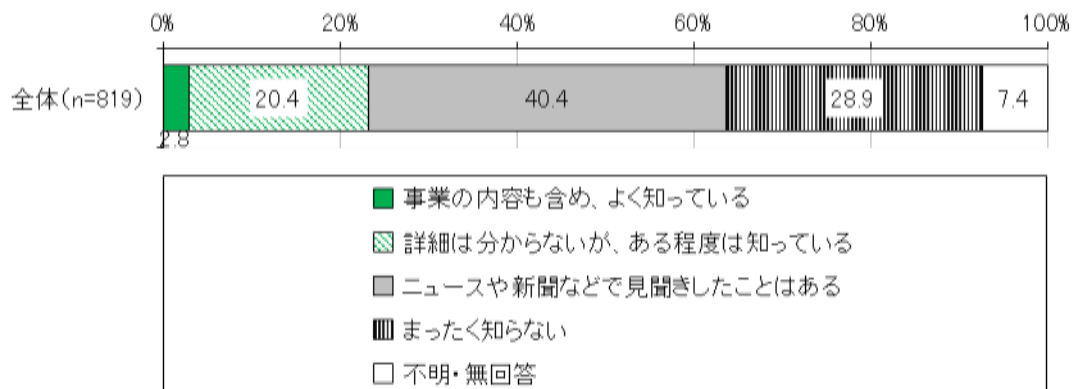 0% 20% 40% 60% 80% 100%
全体(n=819) 20.4 40.4 28.9 7.4
2.8
事業の内容も含め、よく知っている
詳細は分からないが、ある程度は知っている
ニュースや新聞などで見聞きしたことはある
まったく知らない
不明・無回答